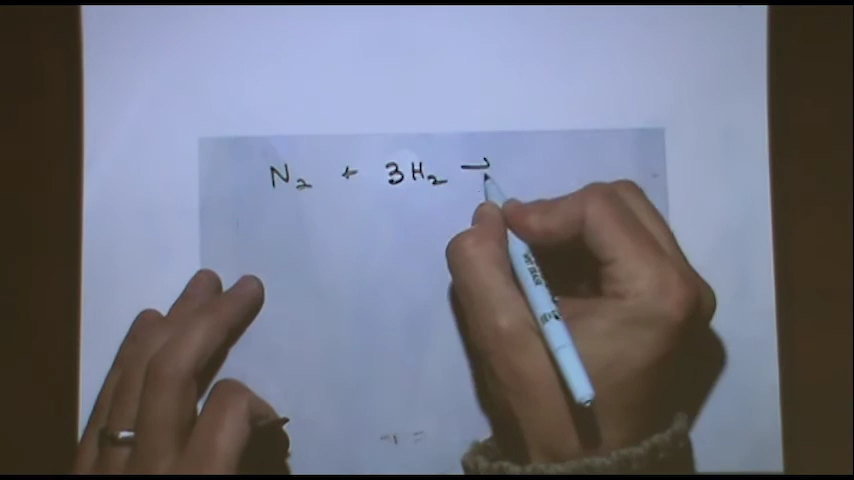 N₂ + 3H₂ →